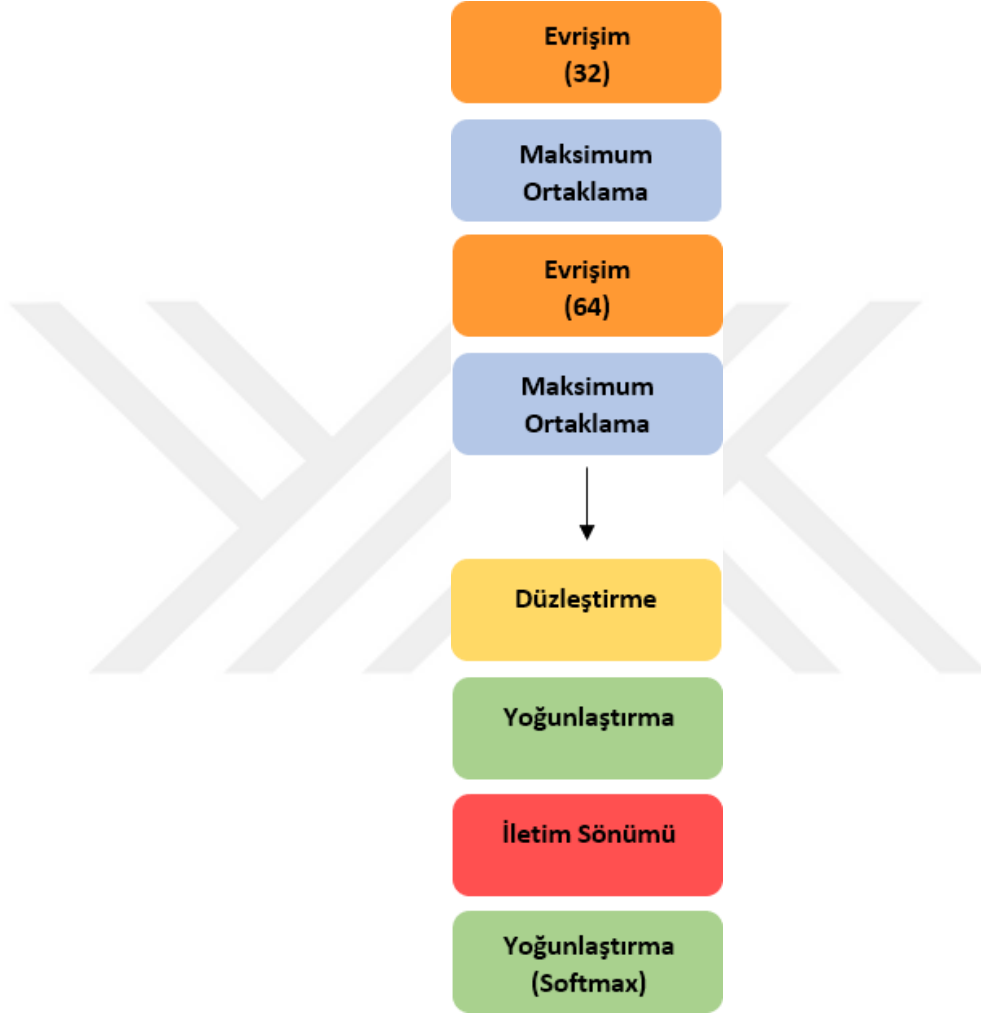 Evrişim
(32)
Maksimum
Ortaklama
Evrişim
(64)
Maksimum
Ortaklama
Düzleştirme
Yoğunlaştırma
İletim Sönümü
Yoğunlaştırma
(Softmax)